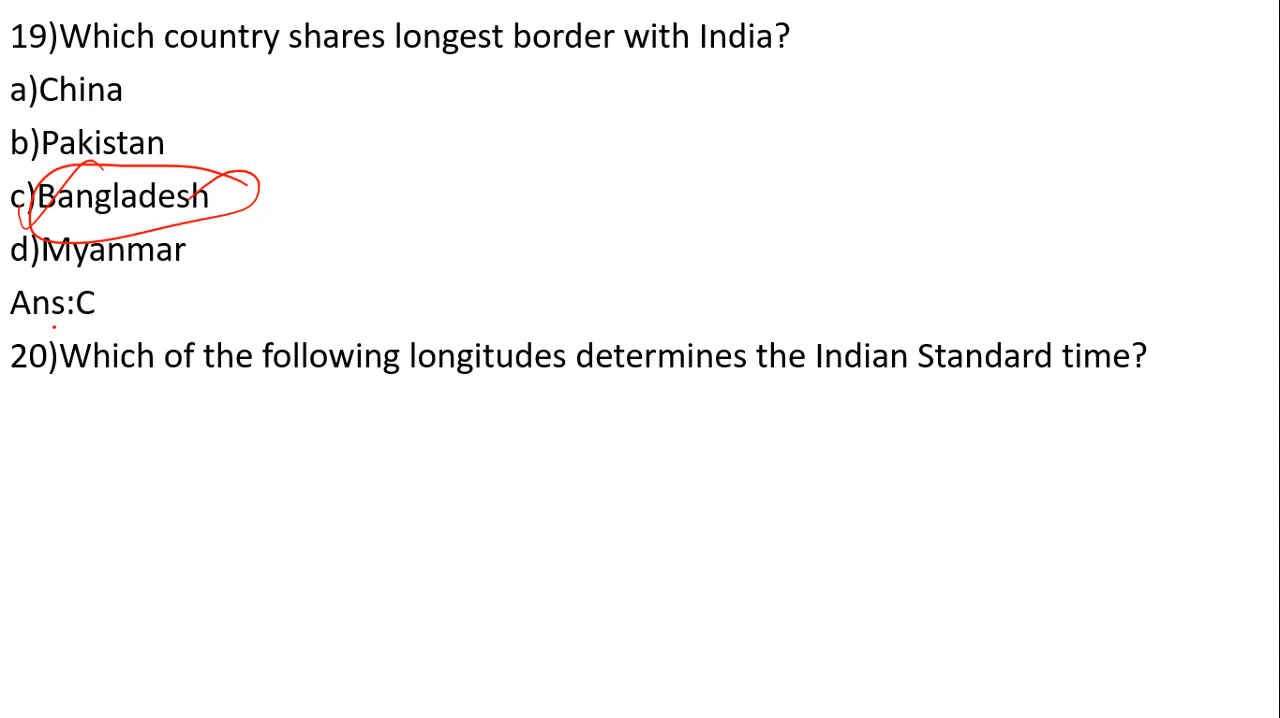 19)Which country shares longest border with India?
a)China
b)Pakistan
c)Bangladesh
d)Myanmar
Ans:C
20)Which of the following longitudes determines the Indian Standard time?